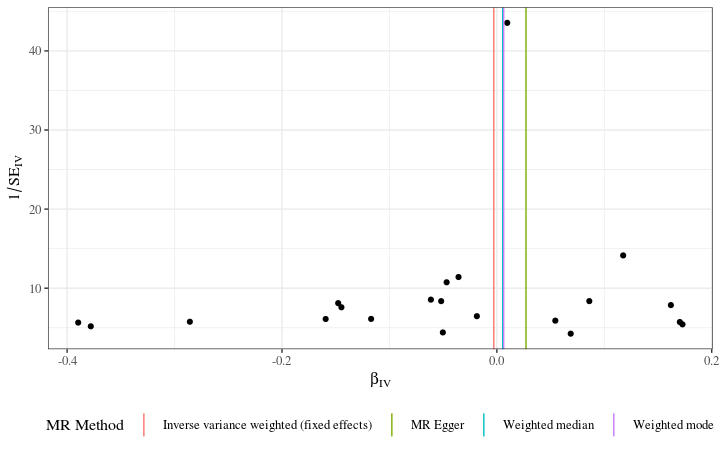 40
30
20
10
1/SE_IV
-0.4
-0.2
0.0
0.2
β_IV
MR Method
Inverse variance weighted (fixed effects)
MR Egger
Weighted median
Weighted mode